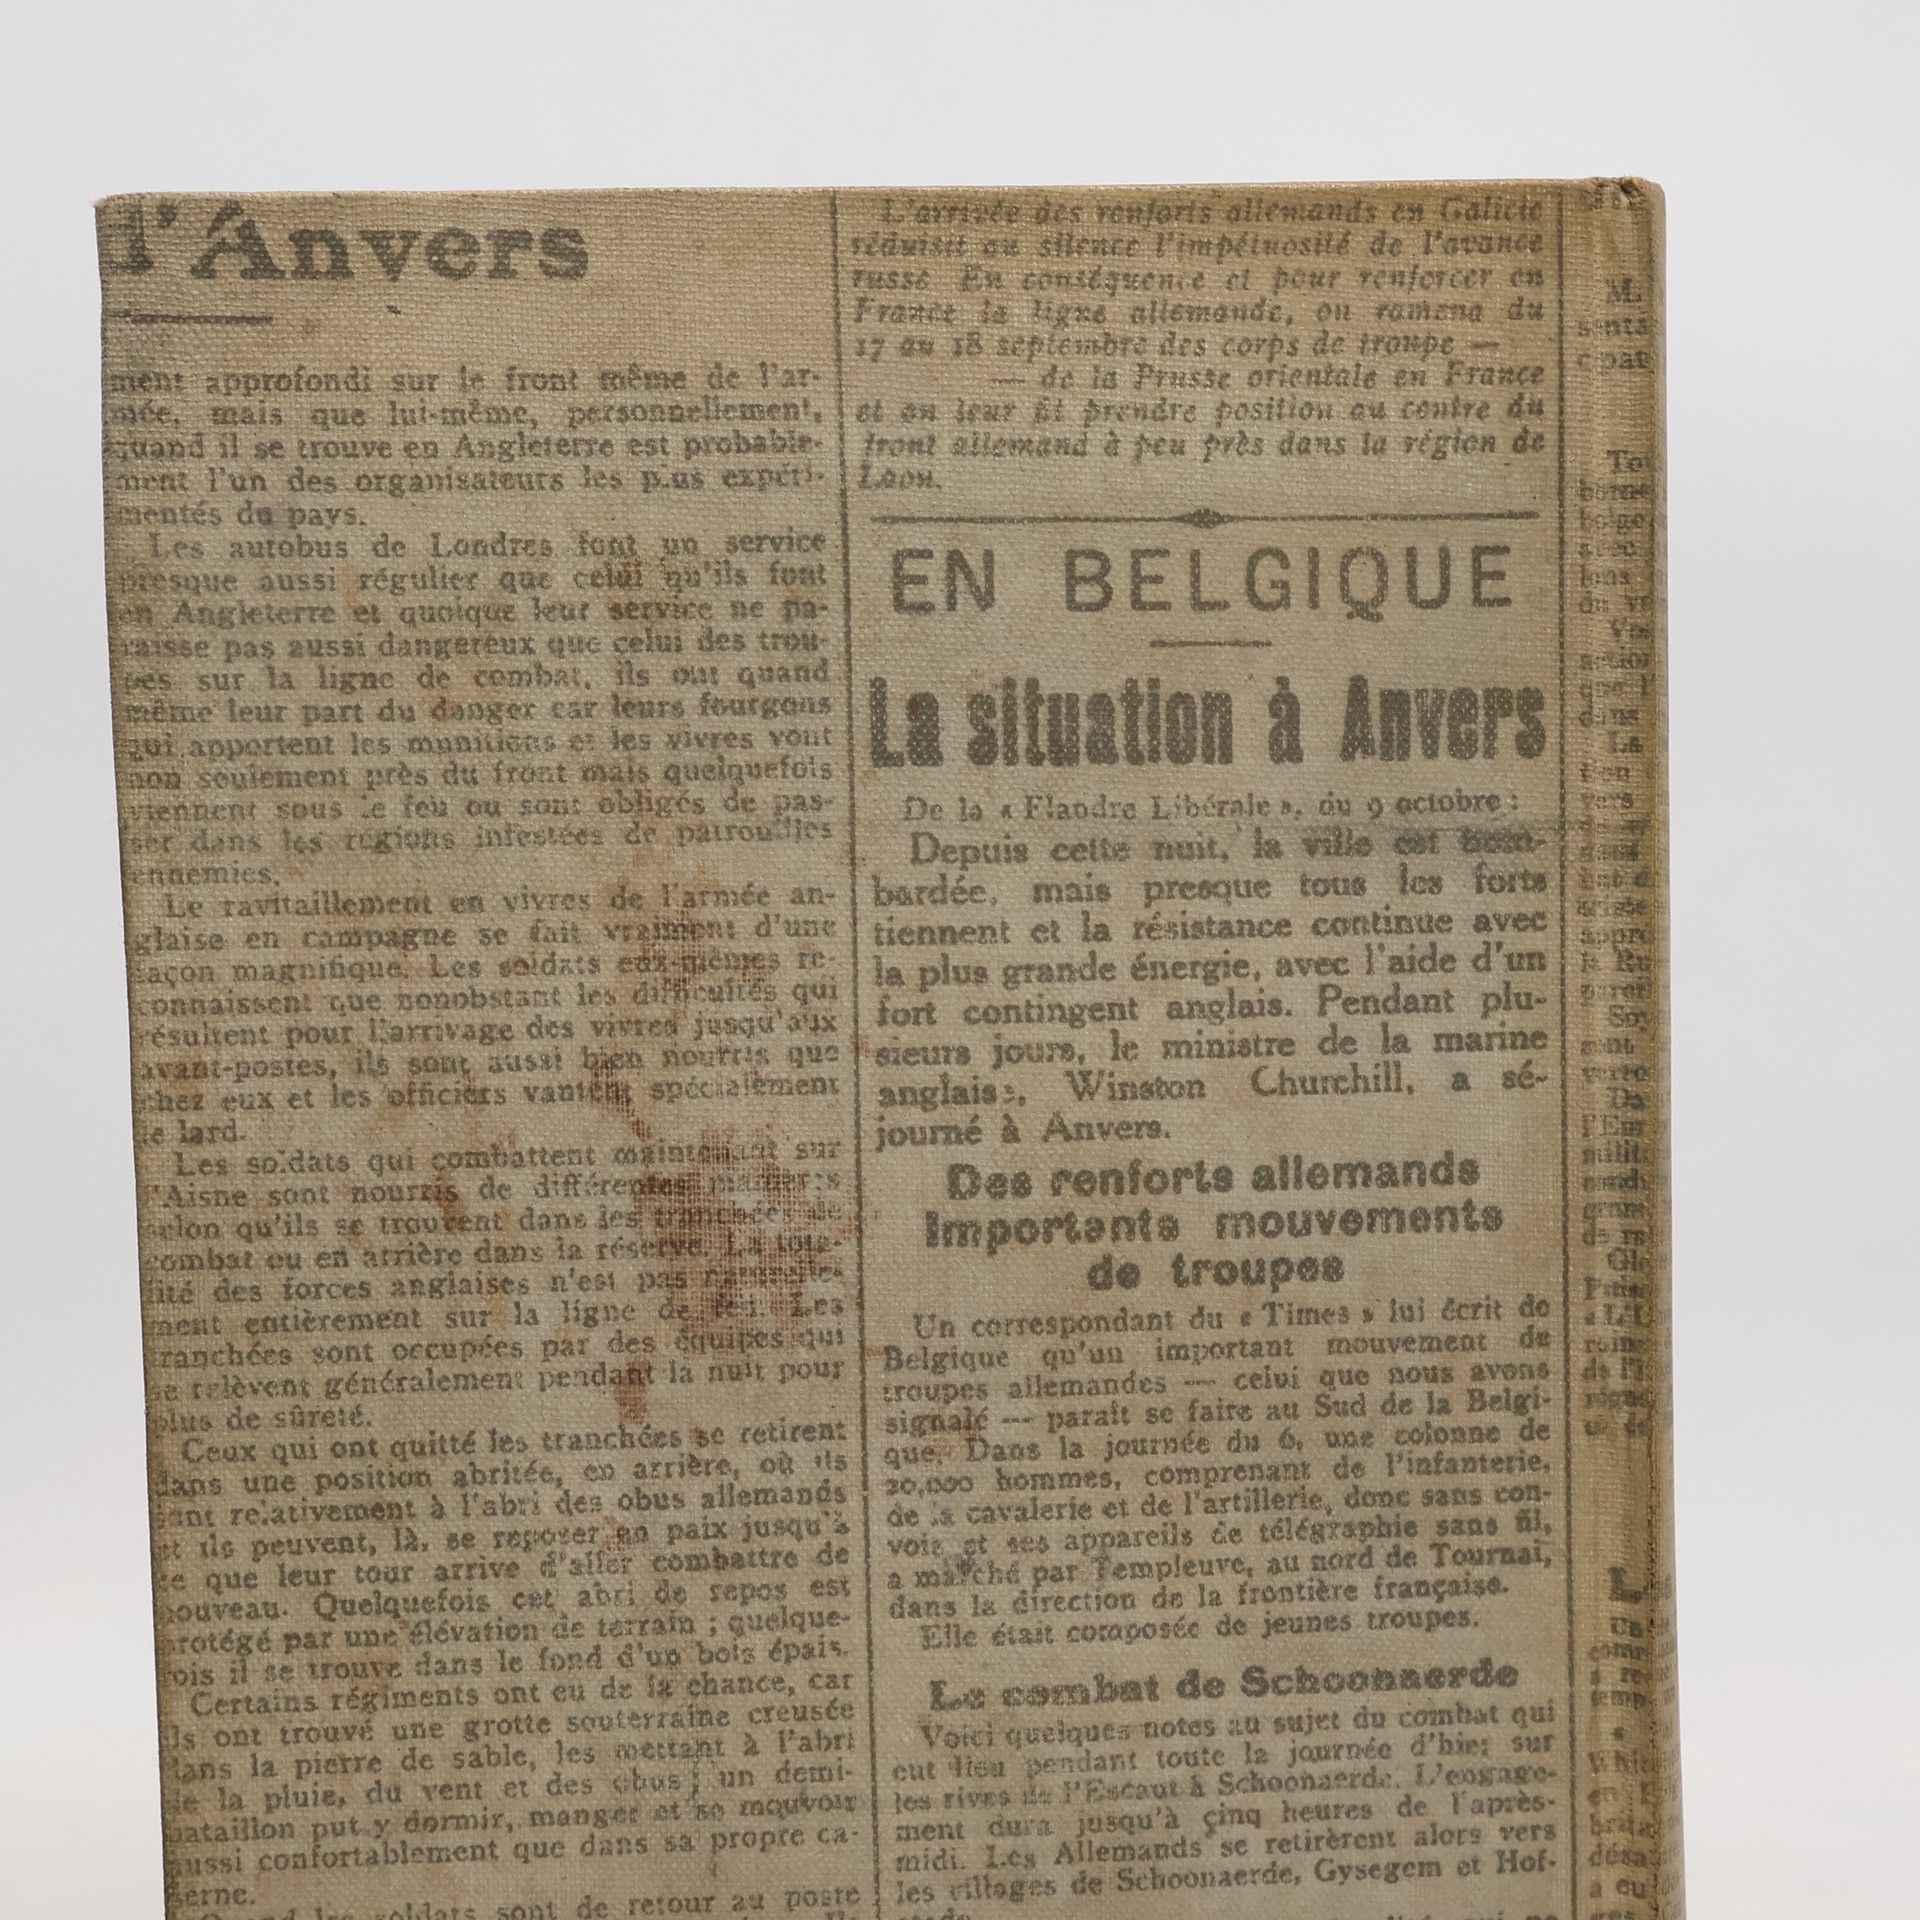 l'Anvers
ment approfondi sur le front même de l'ar-
mée, mais que lui-même, personnellement,
quand il se trouve en Angleterre est probable-
ment l'un des organisateurs les plus expéri-
mentés du pays.
Les autobus de Londres font un service
presque aussi régulier que celui qu'ils font
en Angleterre et quoique leur service ne pa-
raisse pas aussi dangereux que celui des trou-
pes sur la ligne de combat, ils ont quand
même leur part du danger car leurs fourgons
qui apportent les munitions et les vivres vont
non seulement près du front mais quelquefois
viennent sous le feu ou sont obligés de pas-
ser dans les régions infestées de patrouilles
ennemies.
Le ravitaillement en vivres de l'armée an-
glaise en campagne se fait vraiment d'une
façon magnifique. Les soldats eux-mêmes re-
connaissent que nonobstant les difficultés qui
résultent pour l'arrivage des vivres jusqu'aux
avant-postes, ils sont aussi bien nourris que
chez eux et les officiers vantent spécialement
le lard.
Les soldats qui combattent maintenant sur
l'Aisne sont nourris de différentes manières
selon qu'ils se trouvent dans les tranchées de
combat ou en arrière dans la réserve. La tota-
lité des forces anglaises n'est pas naturelle-
ment entièrement sur la ligne de feu. Les
tranchées sont occupées par des équipes qui
se relèvent généralement pendant la nuit pour
plus de sûreté.
Ceux qui ont quitté les tranchées se retirent
dans une position abritée, en arrière, où ils
sont relativement à l'abri des obus allemands
et ils peuvent, là, se reposer en paix jusqu'à
ce que leur tour arrive d'aller combattre de
nouveau. Quelquefois cet abri de repos est
protégé par une élévation de terrain ; quelque-
fois il se trouve dans le fond d'un bois épais.
Certains régiments ont eu de la chance, car
ils ont trouvé une grotte souterraine creusée
dans la pierre de sable, les mettant à l'abri
de la pluie, du vent et des obus ; un demi-
bataillon put y dormir, manger et se mouvoir
aussi confortablement que dans sa propre ca-
serne.
Quand les soldats sont de retour au poste
L'arrivée des renforts allemands en Galicie
réduisit au silence l'impétuosité de l'avance
russe. En conséquence et pour renforcer en
France la ligne allemande, on ramena du
17 au 18 septembre des corps de troupe —
— de la Prusse orientale en France
et on leur fit prendre position au centre du
front allemand à peu près dans la région de
Laon.
EN BELGIQUE
La situation à Anvers
De la « Flandre Libérale », du 9 octobre :
Depuis cette nuit, la ville est bom-
bardée, mais presque tous les forts
tiennent et la résistance continue avec
la plus grande énergie, avec l'aide d'un
fort contingent anglais. Pendant plu-
sieurs jours, le ministre de la marine
anglaise, Winston Churchill, a sé-
journé à Anvers.
Des renforts allemands
Importants mouvements
de troupes
Un correspondant du « Times » lui écrit de
Belgique qu'un important mouvement de
troupes allemandes — celui que nous avons
signalé — paraît se faire au Sud de la Belgi-
que. Dans la journée du 6, une colonne de
20,000 hommes, comprenant de l'infanterie,
de la cavalerie et de l'artillerie, donc sans con-
vois et ses appareils de télégraphie sans fil,
a marché par Templeuve, au nord de Tournai,
dans la direction de la frontière française.
Elle était composée de jeunes troupes.
Le combat de Schoonaerde
Voici quelques notes au sujet du combat qui
eut lieu pendant toute la journée d'hier sur
les rives de l'Escaut à Schoonaerde. L'engage-
ment dura jusqu'à cinq heures de l'après-
midi. Les Allemands se retirèrent alors vers
les villages de Schoonaerde, Gysegem et Hof-
M.